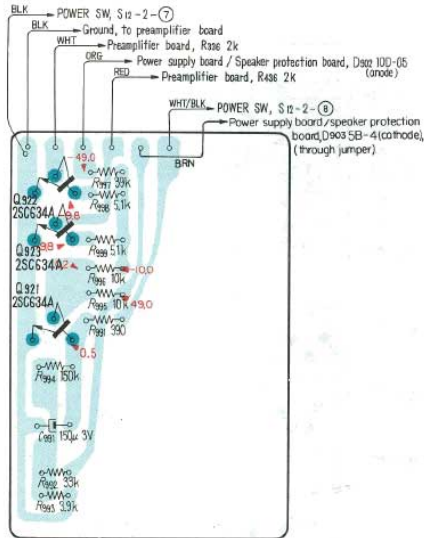 BLK → POWER SW, S12-2-⑦
BLK → Ground, to preamplifier board
WHT → Preamplifier board, R336 2k
ORG → Power supply board / Speaker protection board, D902 10D-05
(anode)
RED → Preamplifier board, R436 2k
WHT/BLK → POWER SW, S12-2-⑧
Power supply board/speaker protection
board, D903 5B-4(cathode),
(through jumper)
BRN
49.0
R997 39k
Q922
2SC634A
R998 5.1k
9.6
Q923
2SC634A
9.8
R999 5.1k
10.0
R996 10k
Q921
2SC634A
R995 10k
49.0
R991 390
0.5
R994 150k
C991 150μ 3V
R992 33k
R993 3.9k